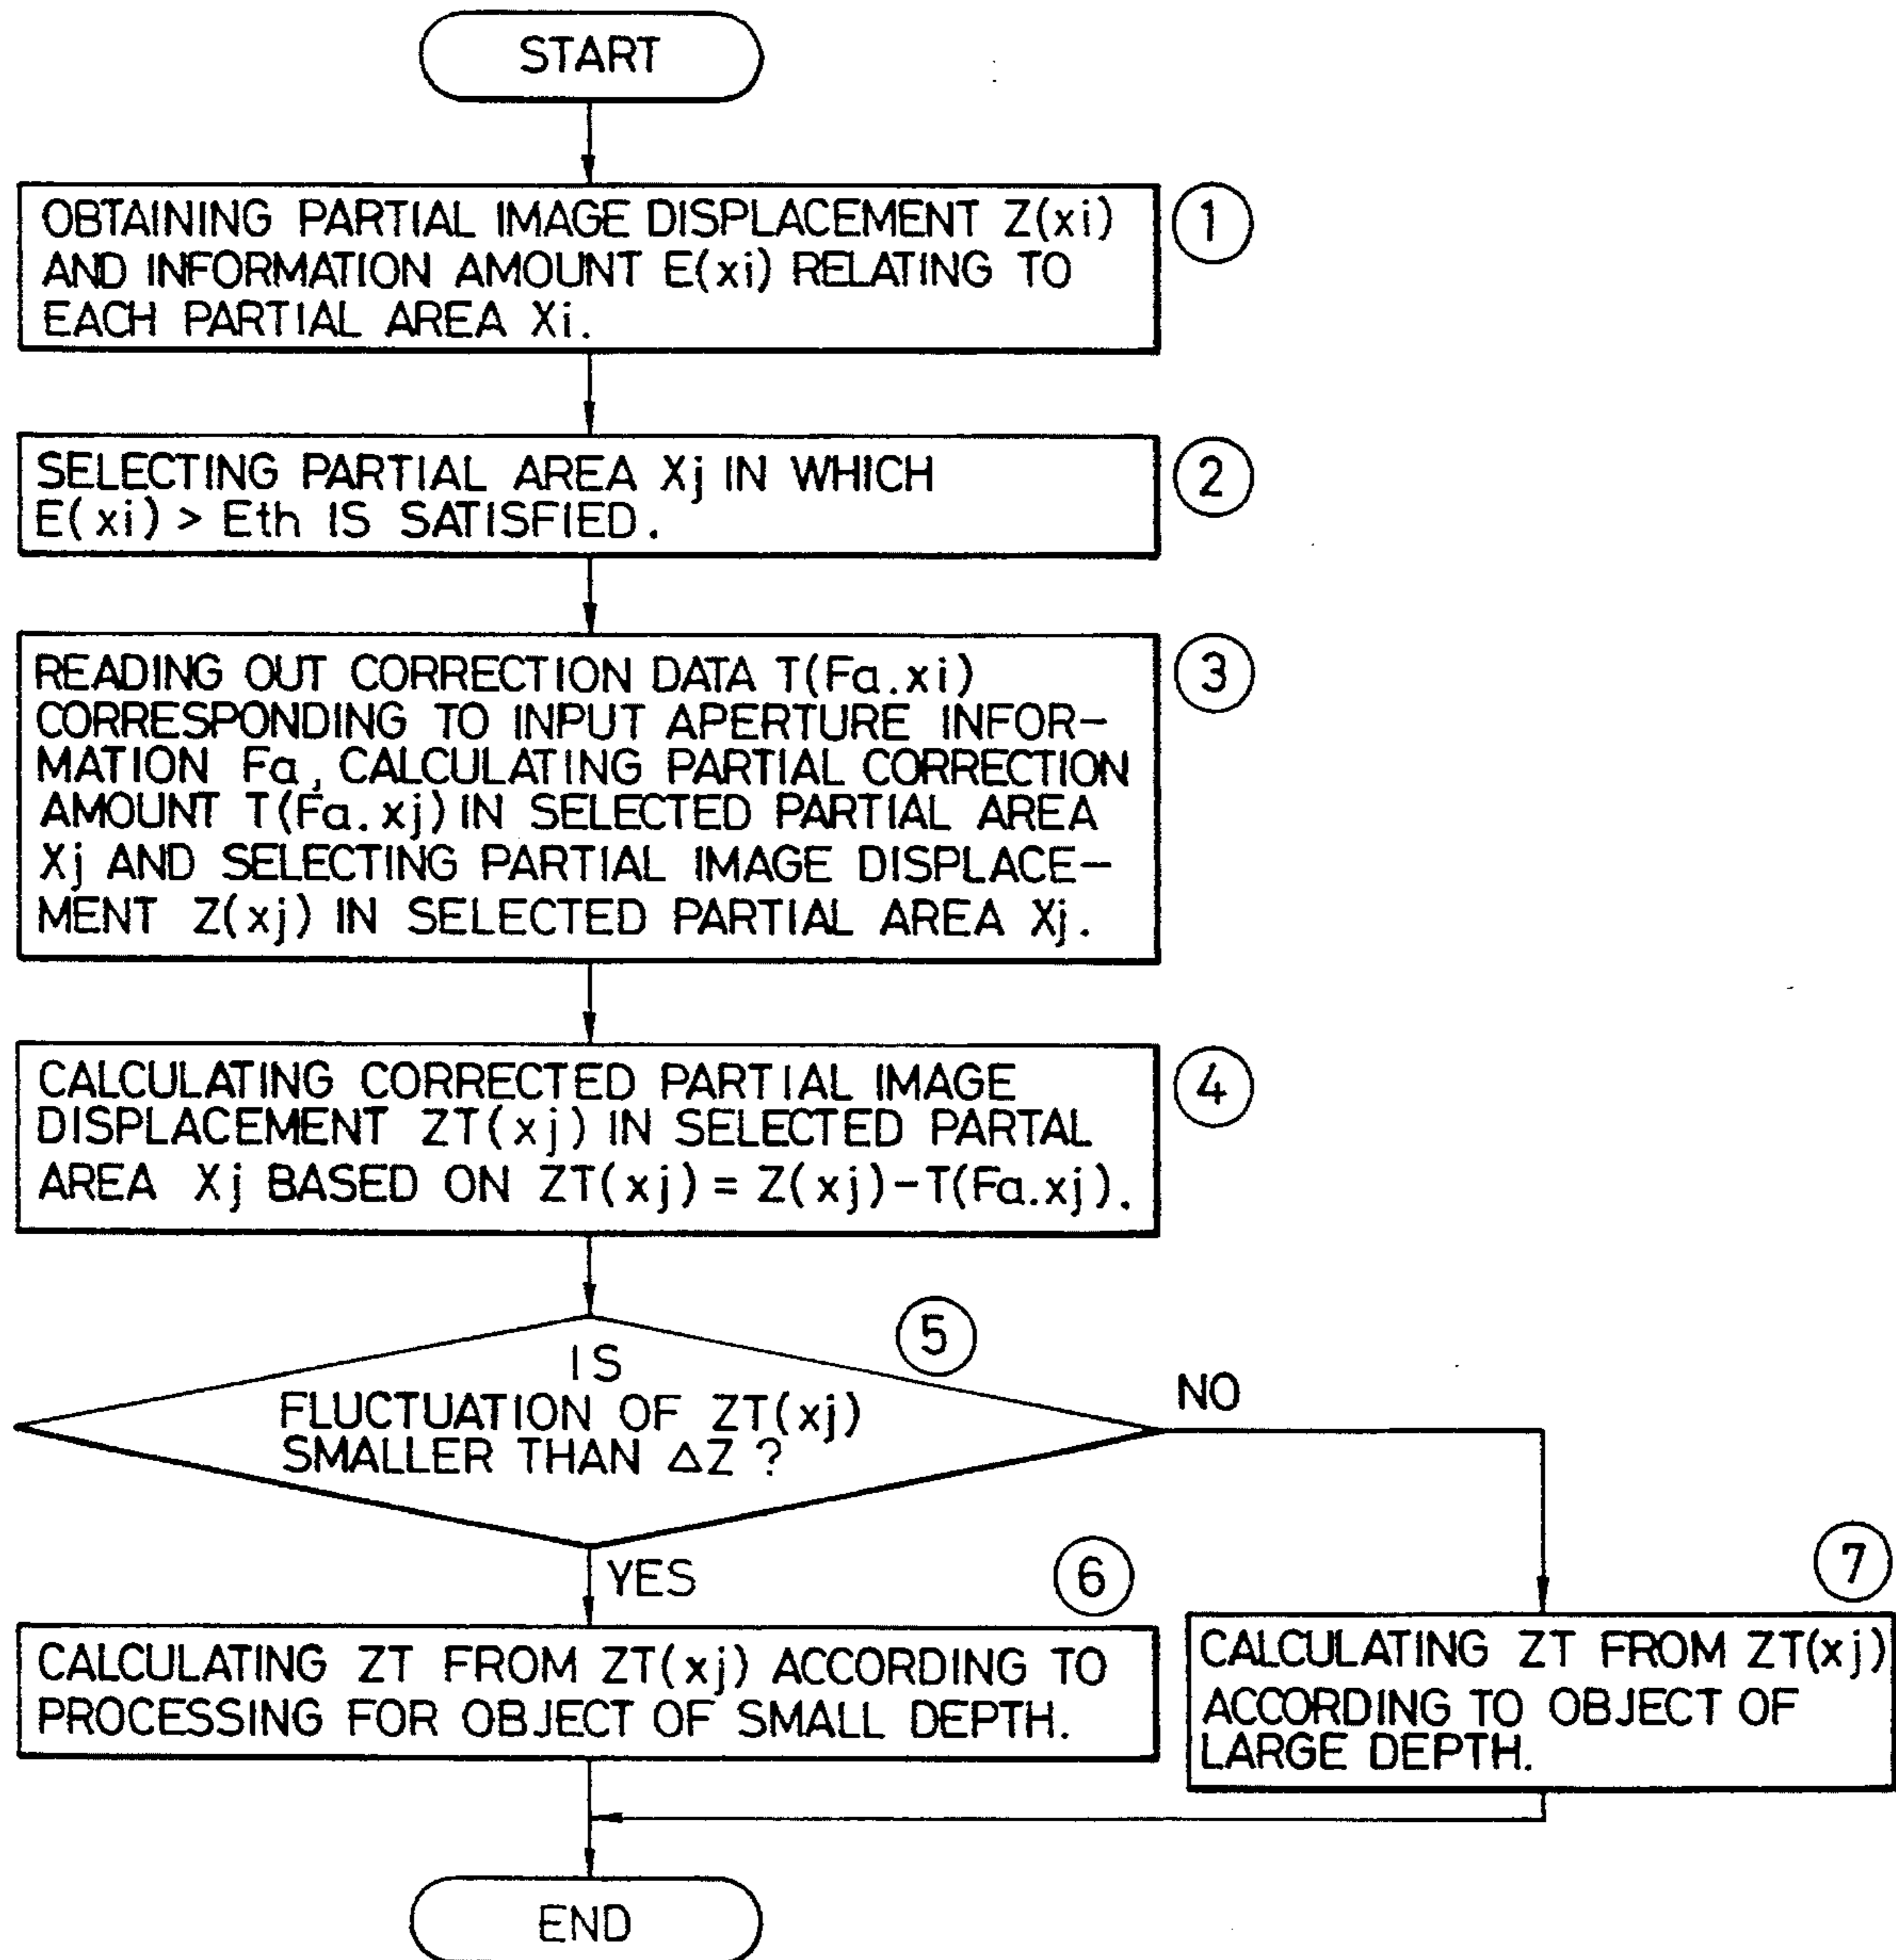 START
OBTAINING PARTIAL IMAGE DISPLACEMENT Z(xi)
AND INFORMATION AMOUNT E(xi) RELATING TO
EACH PARTIAL AREA Xi.
1
SELECTING PARTIAL AREA Xj IN WHICH
E(xi) > Eth IS SATISFIED.
2
READING OUT CORRECTION DATA T(Fa.xi)
CORRESPONDING TO INPUT APERTURE INFOR-
MATION Fa, CALCULATING PARTIAL CORRECTION
AMOUNT T(Fa.xj) IN SELECTED PARTIAL AREA
Xj AND SELECTING PARTIAL IMAGE DISPLACE-
MENT Z(xj) IN SELECTED PARTIAL AREA Xj.
3
CALCULATING CORRECTED PARTIAL IMAGE
DISPLACEMENT ZT(xj) IN SELECTED PARTAL
AREA Xj BASED ON ZT(xj) = Z(xj)-T(Fa.xj).
4
5
IS
FLUCTUATION OF ZT(xj)
SMALLER THAN ΔZ ?
NO
YES
6
CALCULATING ZT FROM ZT(xj) ACCORDING TO
PROCESSING FOR OBJECT OF SMALL DEPTH.
7
CALCULATING ZT FROM ZT(xj)
ACCORDING TO OBJECT OF
LARGE DEPTH.
END